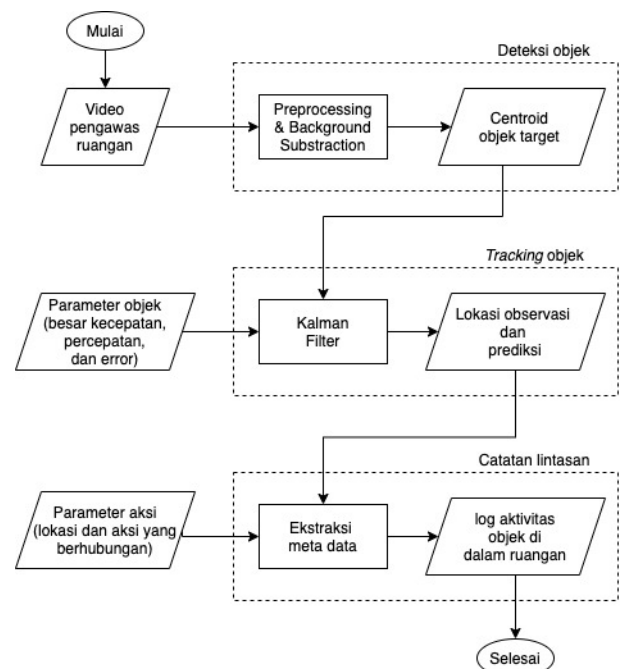 Mulai
Deteksi objek
Video
pengawas
ruangan
Preprocessing
& Background
Substraction
Centroid
objek target
Tracking objek
Parameter objek
(besar kecepatan,
percepatan,
dan error)
Kalman
Filter
Lokasi observasi
dan
prediksi
Catatan lintasan
Parameter aksi
(lokasi dan aksi yang
berhubungan)
Ekstraksi
meta data
log aktivitas
objek di
dalam ruangan
Selesai